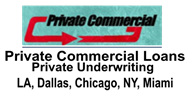 Private Commercial
Private Commercial Loans
Private Underwriting
LA, Dallas, Chicago, NY, Miami